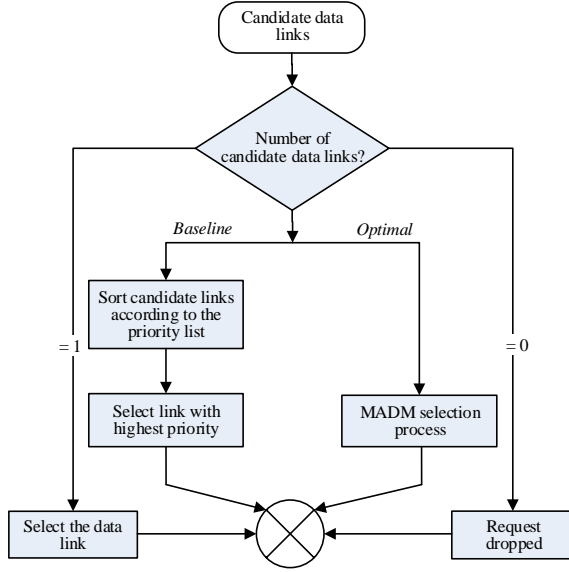 Candidate data
links
Number of
candidate data links?
Baseline
Optimal
Sort candidate links
according to the
priority list
= 1
= 0
Select link with
highest priority
MADM selection
process
Select the data
link
Request
dropped